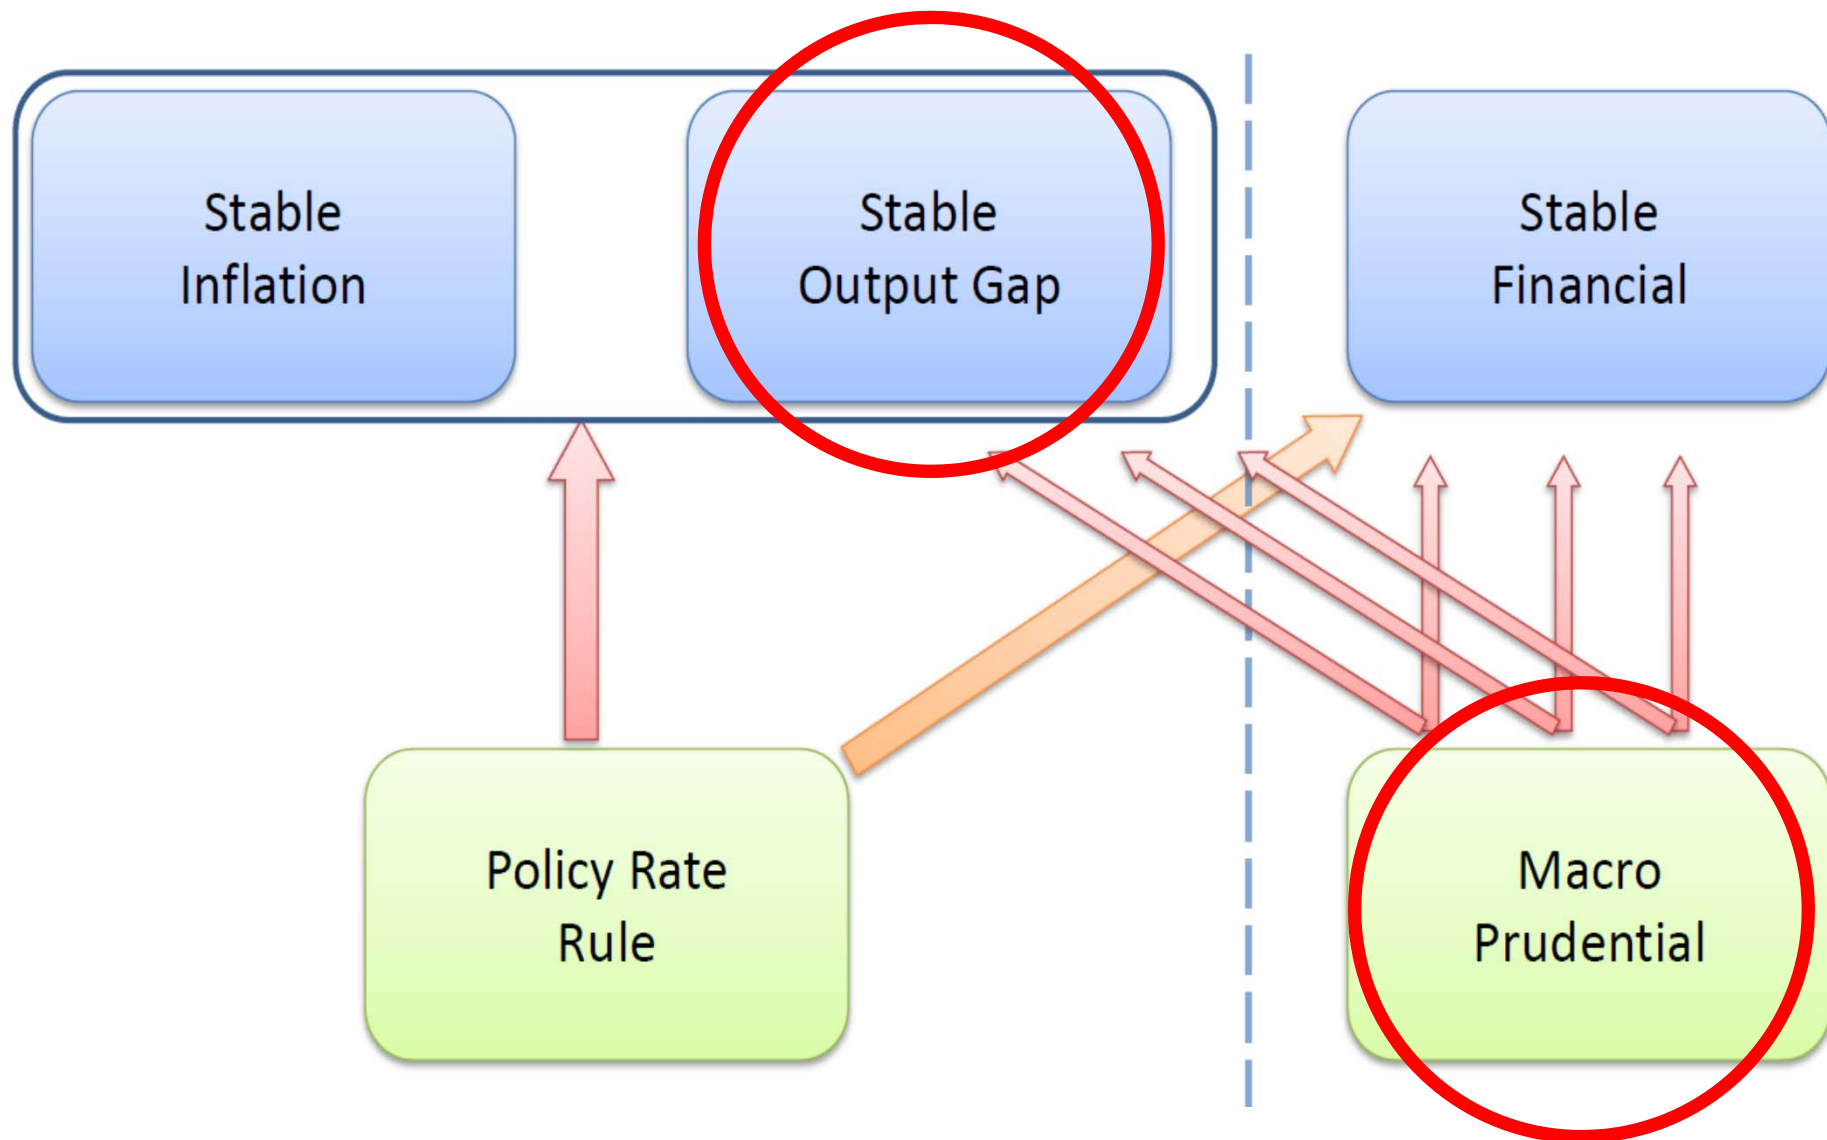 Stable
Inflation
Stable
Output Gap
Stable
Financial
Policy Rate
Rule
Macro
Prudential